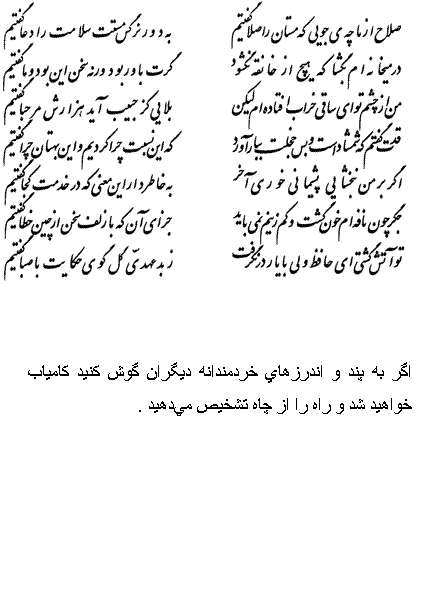 صلاح از ما چه می جویی که مستان را صلا گفتیم به دور نرگس مستت سلامت را دعا گفتیم
در میخانه ام بگشا که هیچ از خانقه نگشود گرت باور بود ور نه سخن این بود و ما گفتیم
من از چشم تو ای ساقی خراب افتاده ام لیکن بلایی کز حبیب آید هزارش مرحبا گفتیم
قدت گفتم که شمشاد است و بس خجلت ببار آورد که این نسبت چرا کردیم و این بهتان چرا گفتیم
اگر بر من نبخشایی پشیمانی خوری آخر به خاطر دار این معنی که در خدمت کجا گفتیم
جگر چون نافه ام خون گشت و کم زینم نمی باید جزای آن که با زلفت سخن از چین خطا گفتیم
تو آتش گشتی ای حافظ ولی با یار درنگرفت ز بدعهدیّ گل گویی حکایت با صبا گفتیم
اگر به پند و اندرزهاي خردمندانه ديگران گوش كنيد كامياب
خواهيد شد و راه را از چاه تشخيص مي‌دهيد .